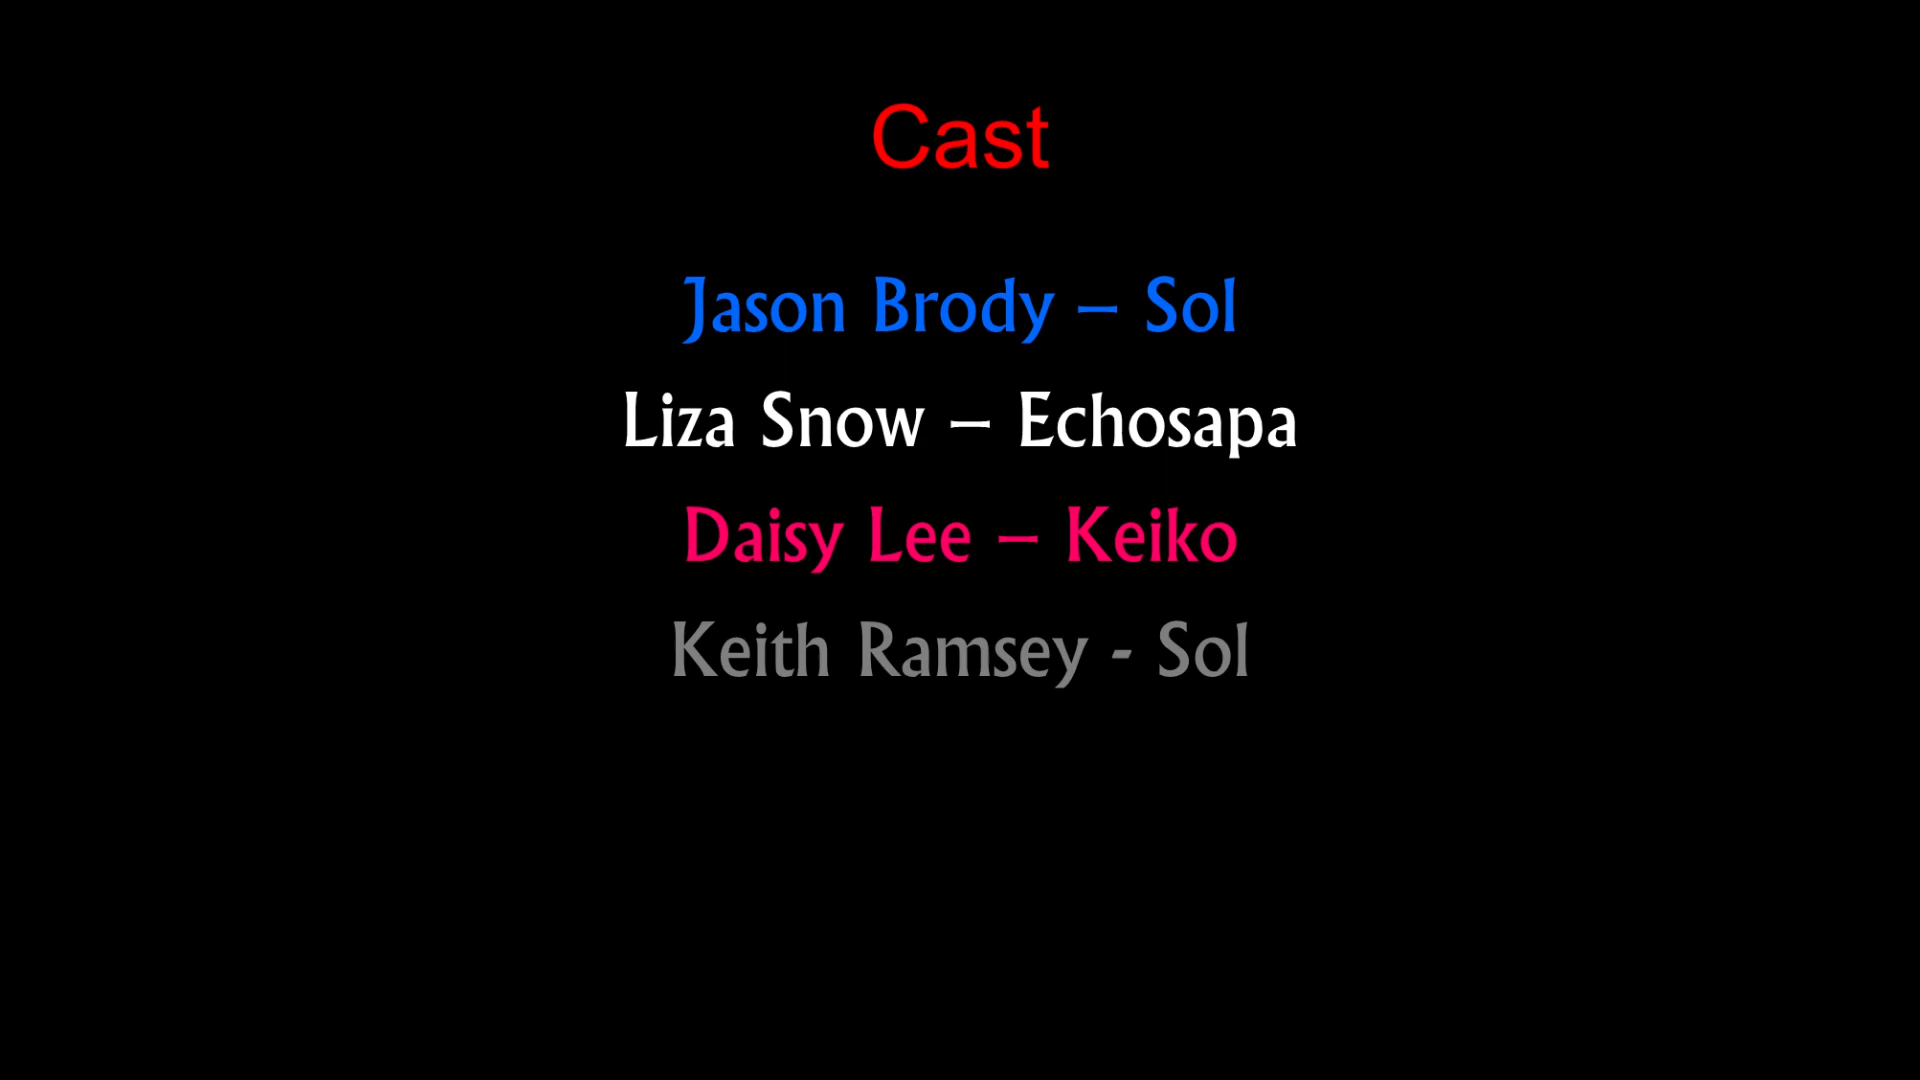 Cast
Jason Brody – Sol
Liza Snow – Echosapa
Daisy Lee – Keiko
Keith Ramsey - Sol